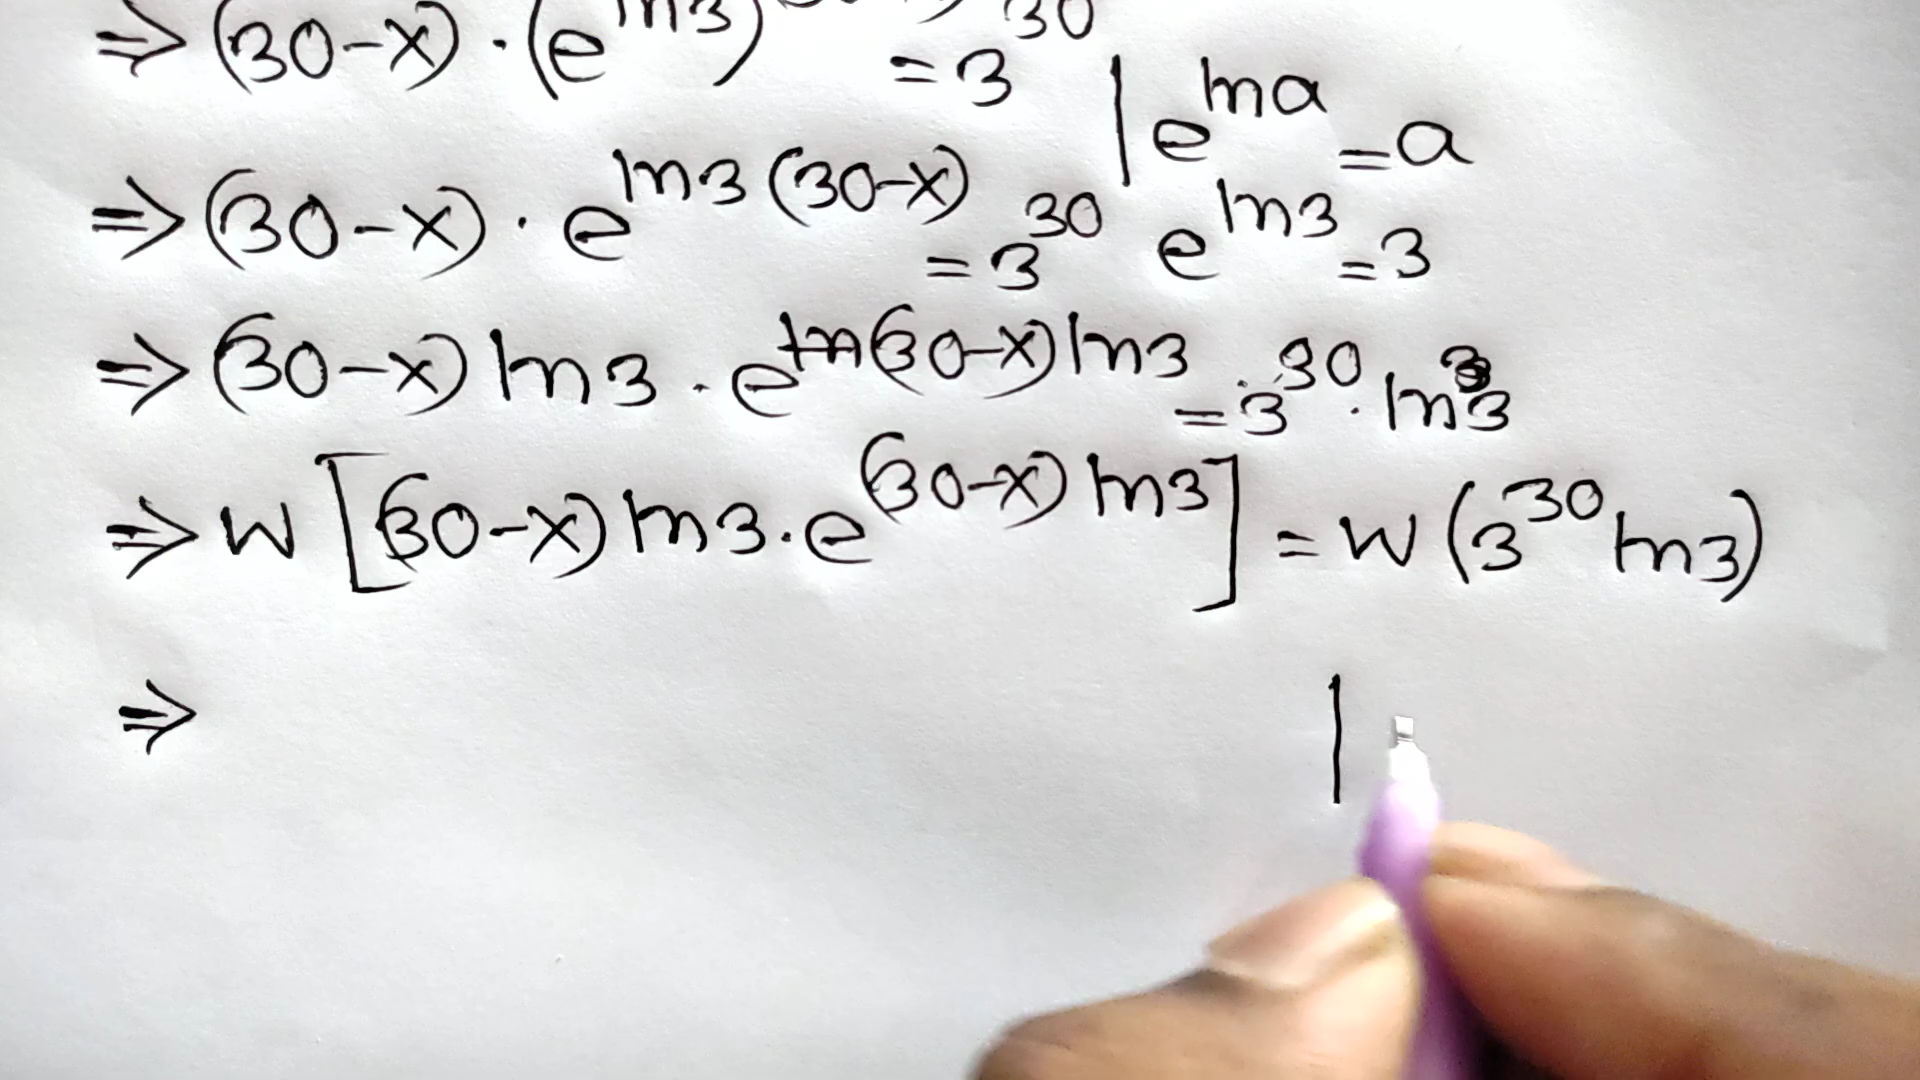 ⇒ (30-x) · (e^ln3) = 3^30
| e^lna = a
⇒ (30-x) · e^ln3(30-x) = 3^30
e^ln3 = 3
⇒ (30-x) ln3 · e^(30-x)ln3 = 3^30 · ln3
⇒ W [(30-x) ln3 · e^(30-x) ln3] = W (3^30 ln3)
⇒ |